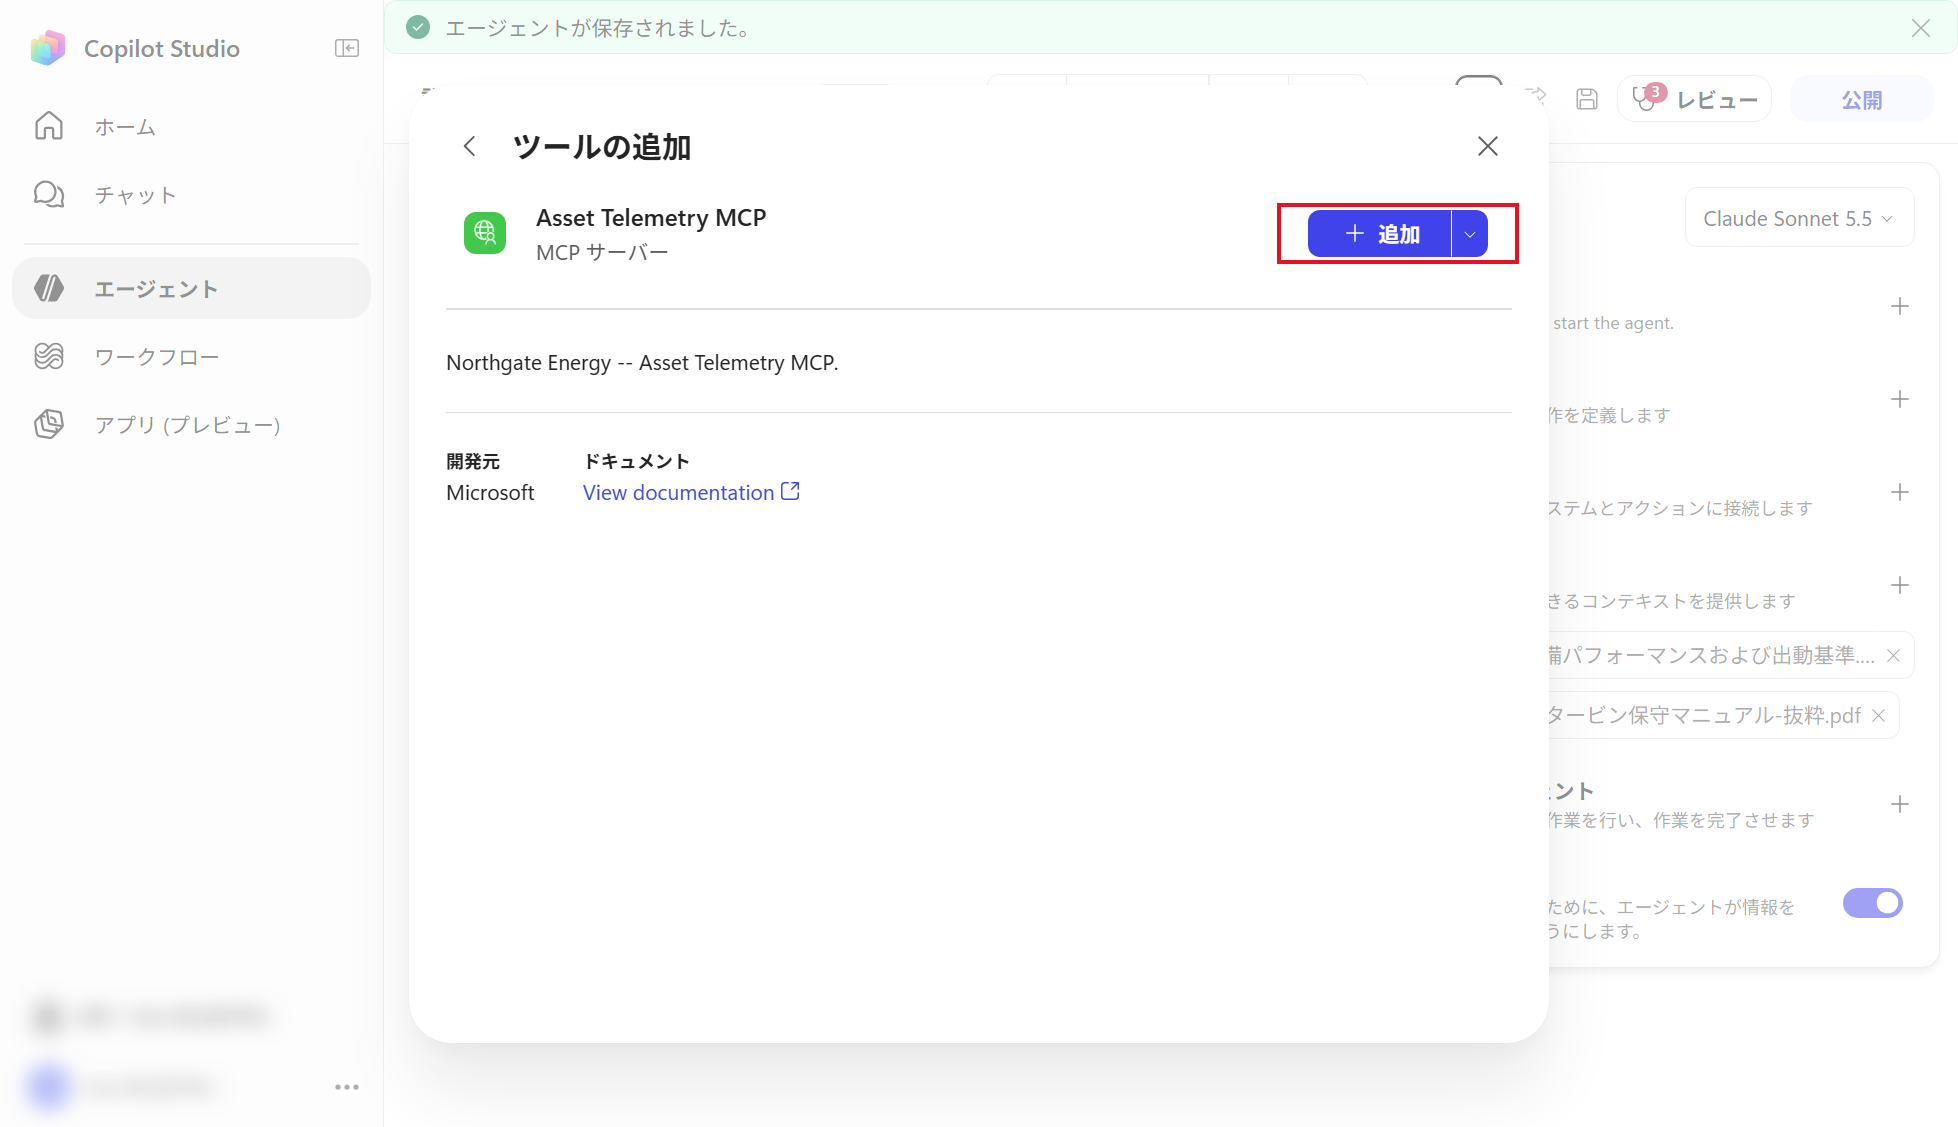 エージェントが保存されました。
Copilot Studio
ホーム
チャット
エージェント
ワークフロー
アプリ (プレビュー)
3
レビュー
公開
ツールの追加
Asset Telemetry MCP
MCP サーバー
追加
Northgate Energy -- Asset Telemetry MCP.
開発元
ドキュメント
Microsoft
View documentation
Claude Sonnet 5.5
start the agent.
作を定義します
ステムとアクションに接続します
きるコンテキストを提供します
備パフォーマンスおよび出動基準....
タービン保守マニュアル-抜粋.pdf
ェント
作業を行い、作業を完了させます
ために、エージェントが情報を
うにします。